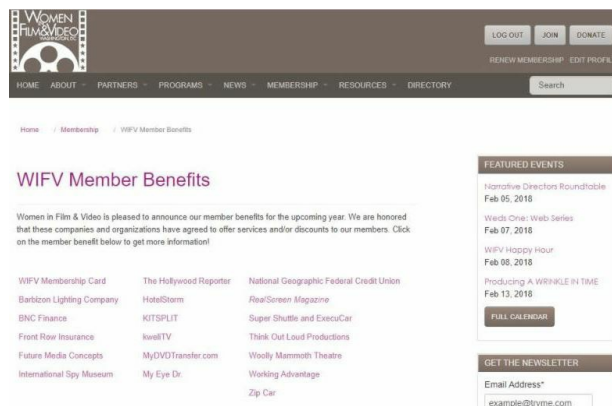 WOMEN
FILM&VIDEO
WASHINGTON, DC
LOG OUT JOIN DONATE
RENEW MEMBERSHIP EDIT PROFIL
HOME ABOUT PARTNERS PROGRAMS NEWS MEMBERSHIP RESOURCES DIRECTORY Search
Home / Membership / WIFV Member Benefits
WIFV Member Benefits
Women in Film & Video is pleased to announce our member benefits for the upcoming year. We are honored
that these companies and organizations have agreed to offer services and/or discounts to our members. Click
on the member benefit below to get more information!
WIFV Membership Card The Hollywood Reporter National Geographic Federal Credit Union
Barbizon Lighting Company HotelStorm RealScreen Magazine
BNC Finance KITSPLIT Super Shuttle and ExecuCar
Front Row Insurance kweliTV Think Out Loud Productions
Future Media Concepts MyDVDTransfer.com Woolly Mammoth Theatre
International Spy Museum My Eye Dr. Working Advantage
Zip Car
FEATURED EVENTS
Narrative Directors Roundtable
Feb 05, 2018
Weds One: Web Series
Feb 07, 2018
WIFV Happy Hour
Feb 08, 2018
Producing A WRINKLE IN TIME
Feb 13, 2018
FULL CALENDAR
GET THE NEWSLETTER
Email Address*
example@tryme.com